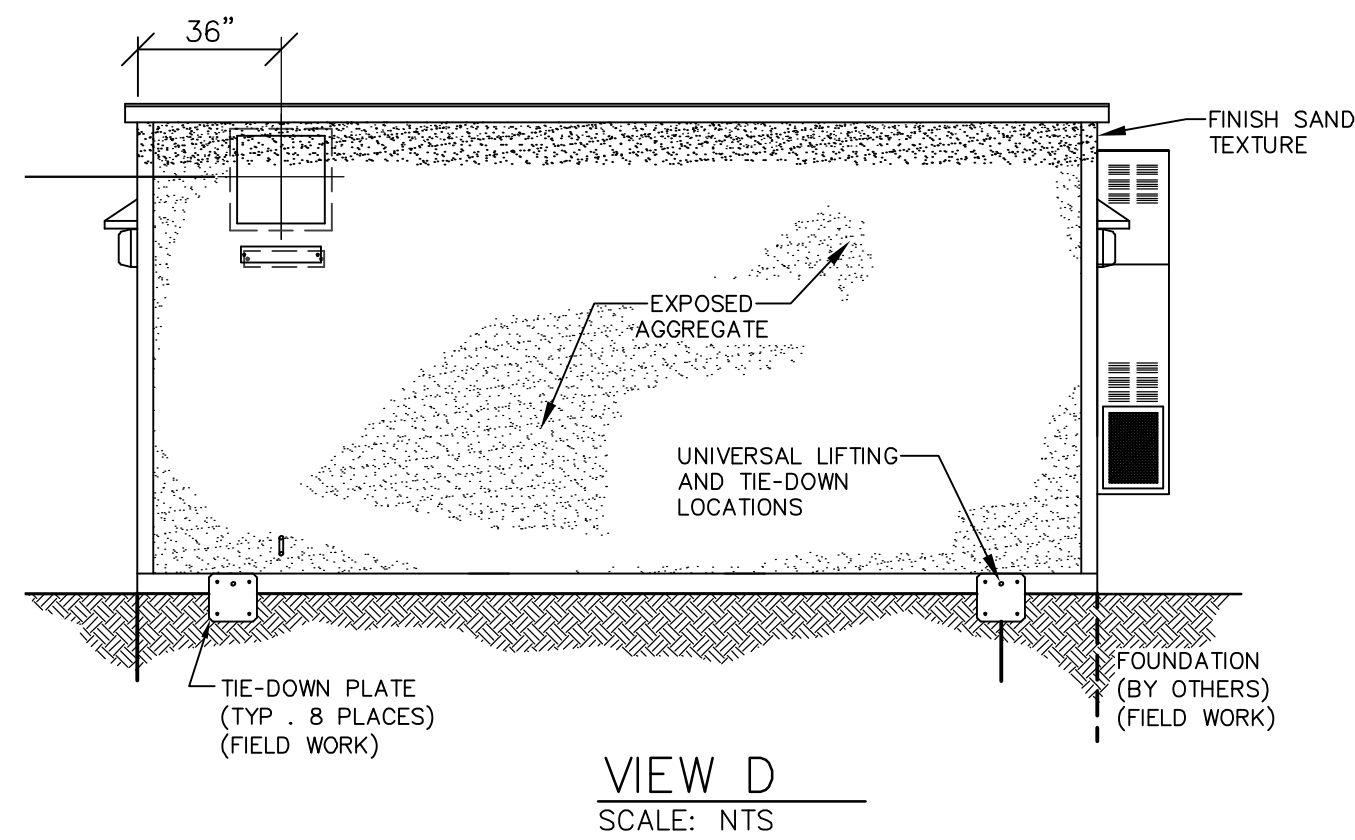 36”
FINISH SAND
TEXTURE
EXPOSED
AGGREGATE
UNIVERSAL LIFTING
AND TIE-DOWN
LOCATIONS
TIE-DOWN PLATE
(TYP . 8 PLACES)
(FIELD WORK)
FOUNDATION
(BY OTHERS)
(FIELD WORK)
VIEW D
SCALE: NTS